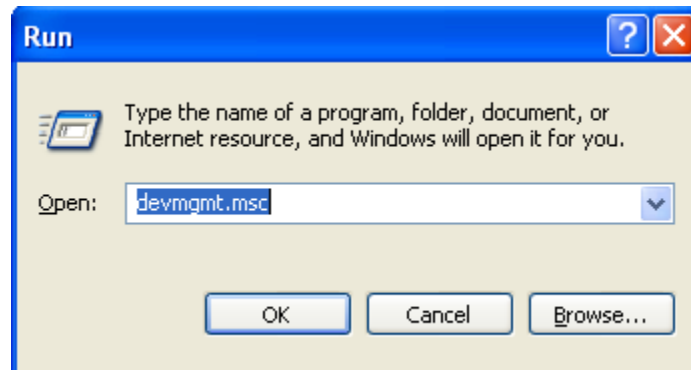 Run
Type the name of a program, folder, document, or
Internet resource, and Windows will open it for you.
Open: devmgmt.msc
OK Cancel Browse...